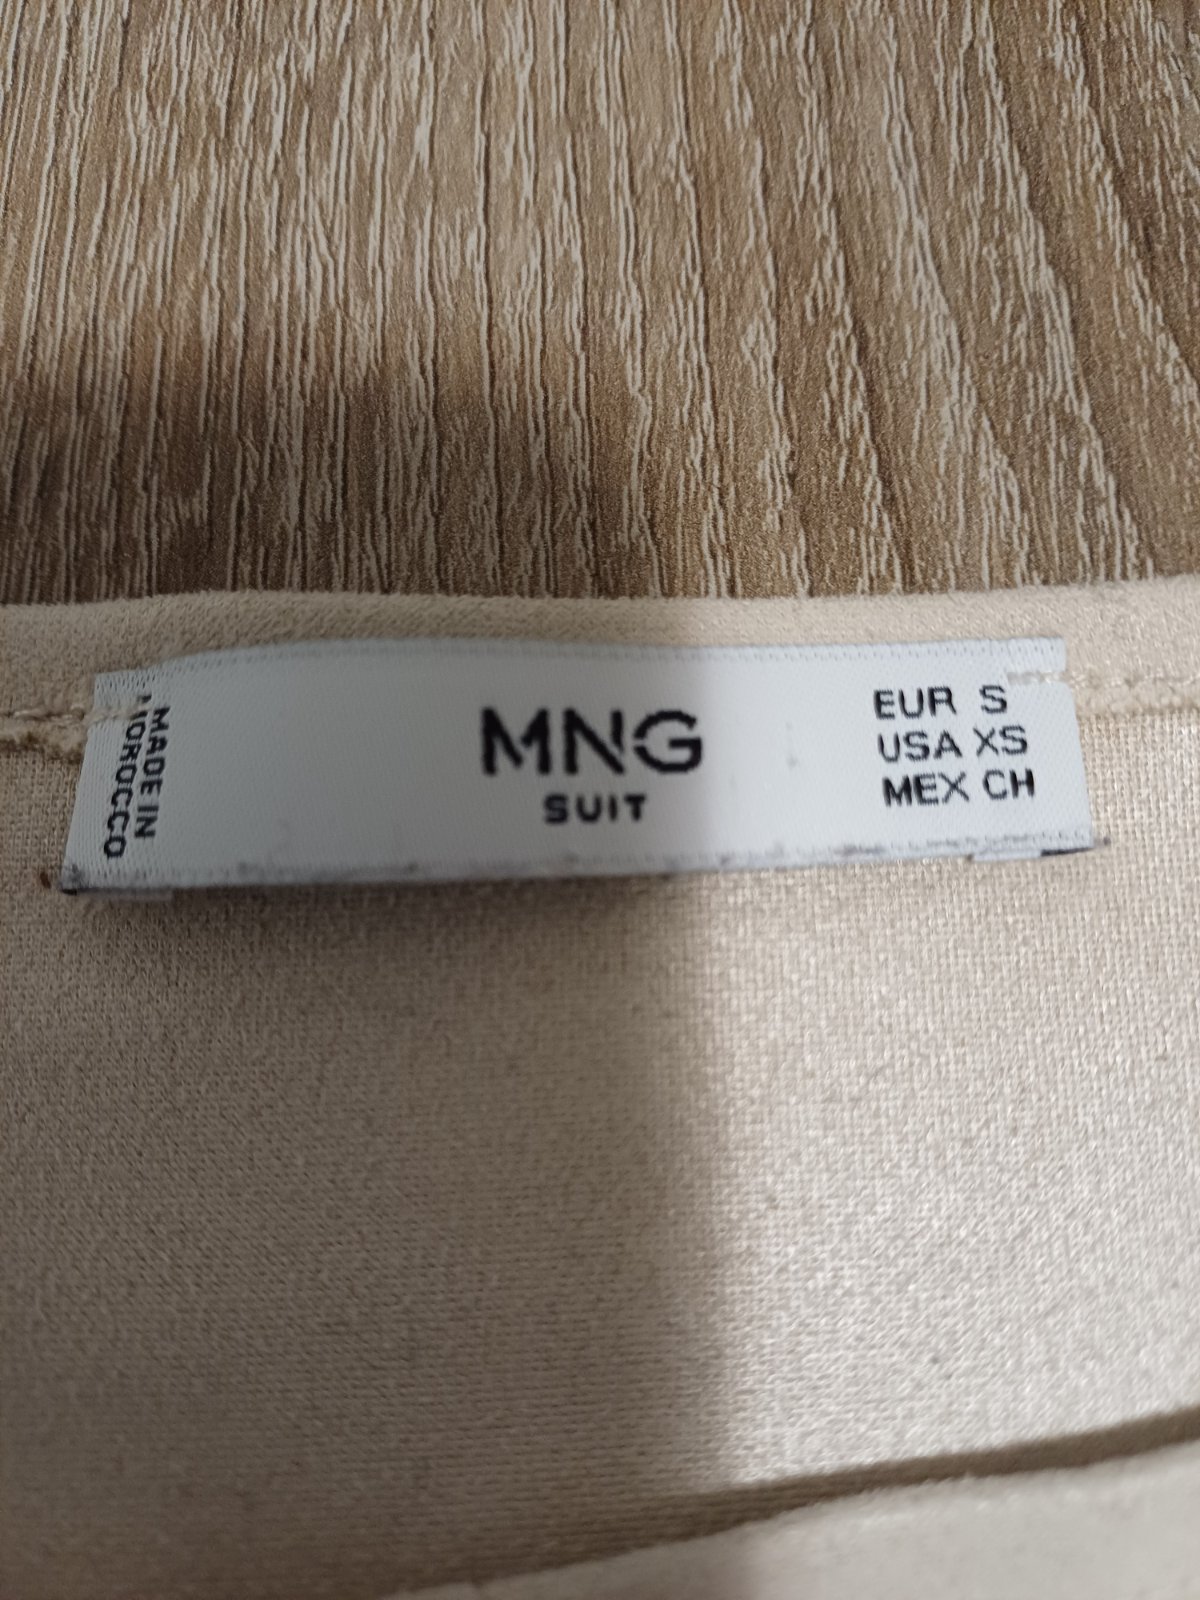 MADE IN
MOROCCO
MNG
SUIT
EUR S
USA XS
MEX CH